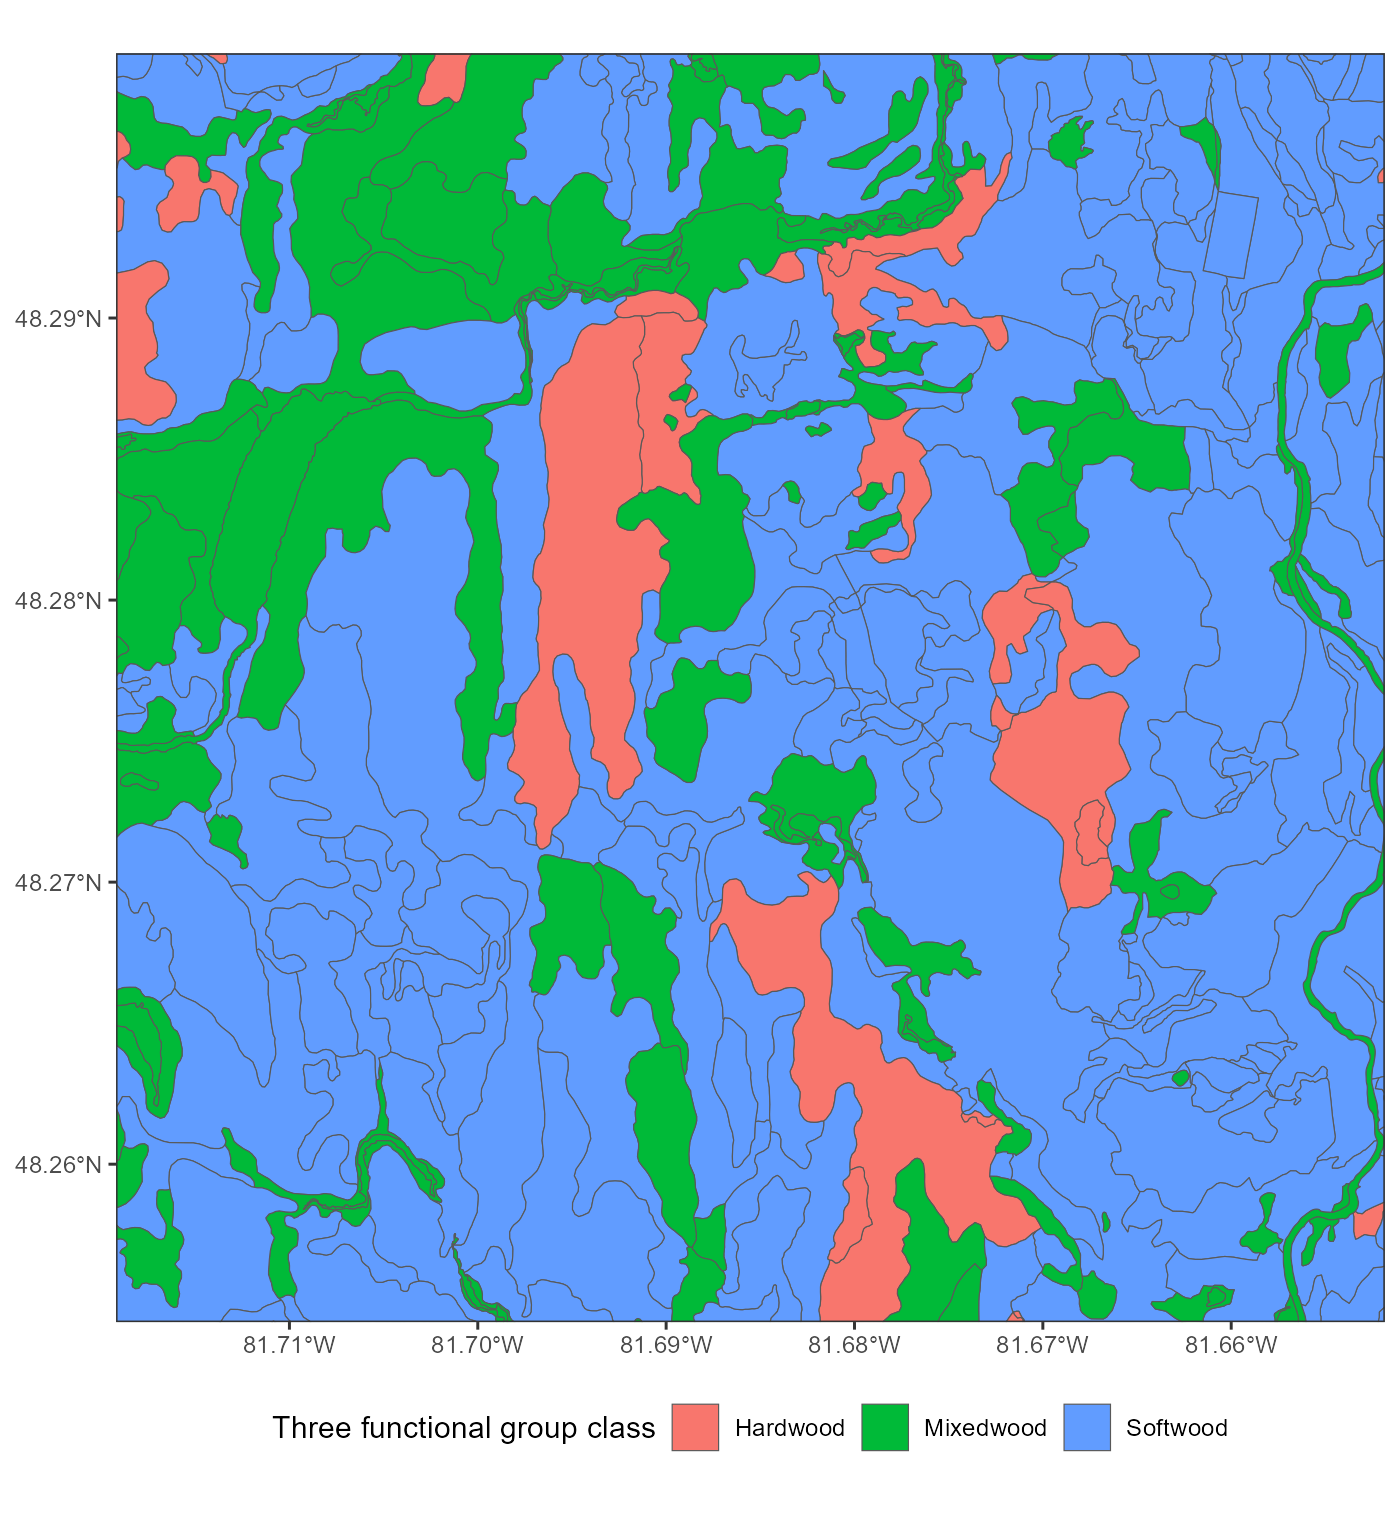 48.29°N
48.28°N
48.27°N
48.26°N
81.71°W 81.70°W 81.69°W 81.68°W 81.67°W 81.66°W
Three functional group class Hardwood Mixedwood Softwood